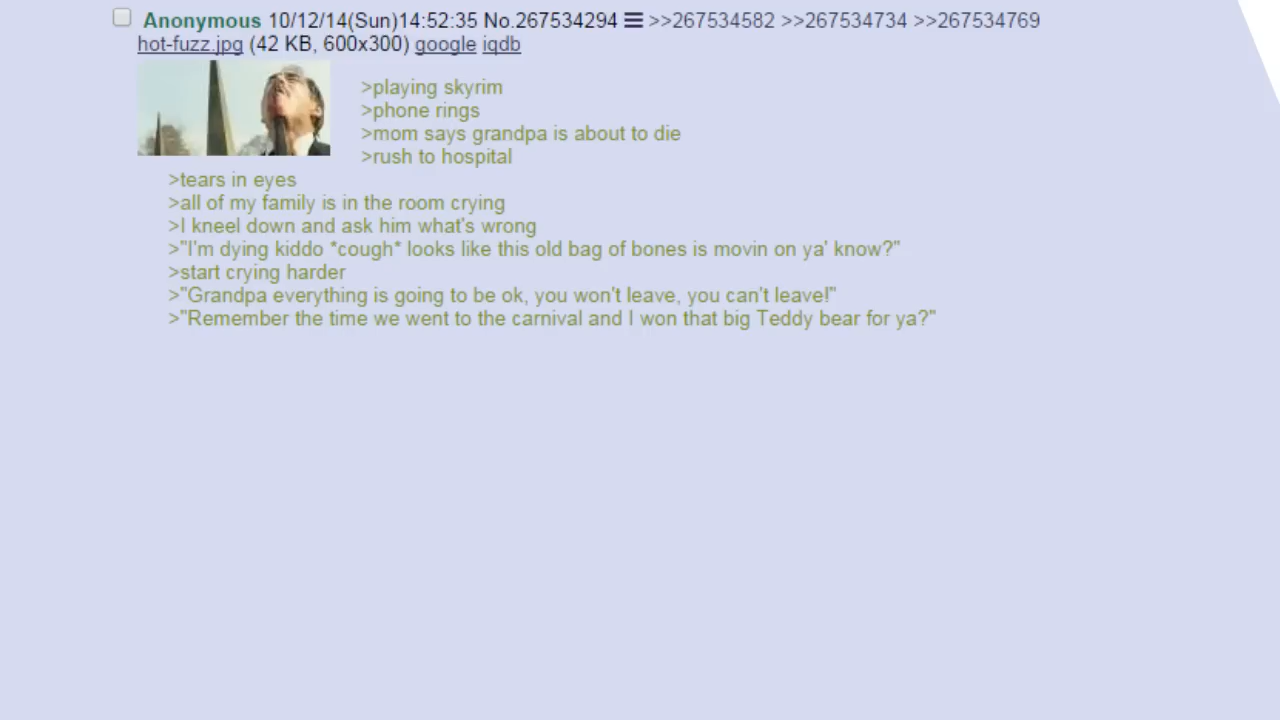 Anonymous 10/12/14(Sun)14:52:35 No.267534294 ☰ >>267534582 >>267534734 >>267534769
hot-fuzz.jpg (42 KB, 600x300) google iqdb
>playing skyrim
>phone rings
>mom says grandpa is about to die
>rush to hospital
>tears in eyes
>all of my family is in the room crying
>I kneel down and ask him what's wrong
>"I'm dying kiddo *cough* looks like this old bag of bones is movin on ya' know?"
>start crying harder
>"Grandpa everything is going to be ok, you won't leave, you can't leave!"
>"Remember the time we went to the carnival and I won that big Teddy bear for ya?"